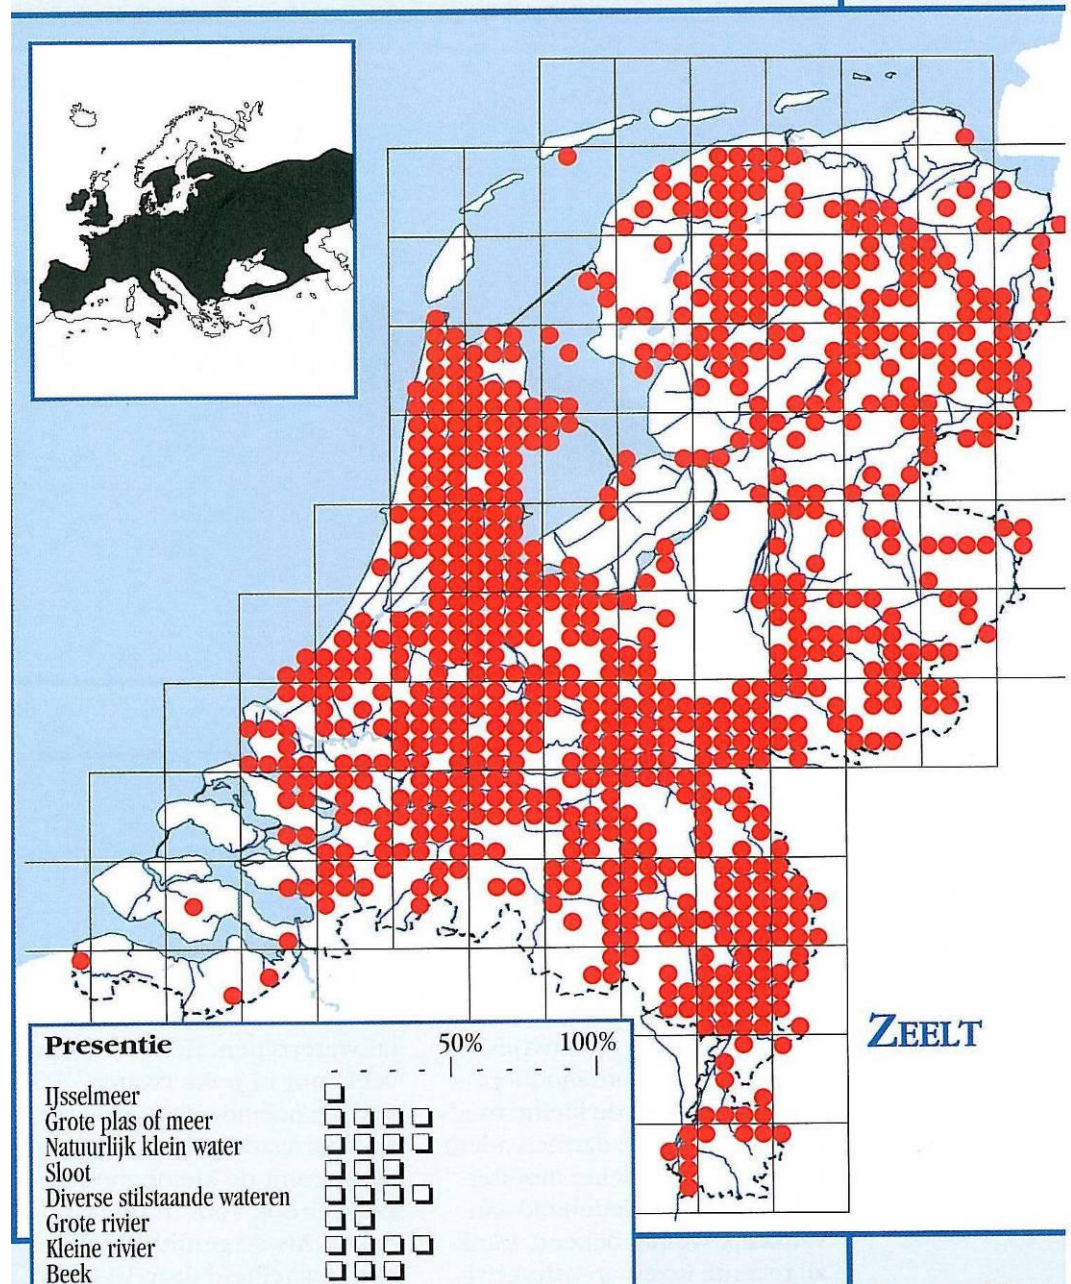 ZEELT
Presentie 50% 100%
IJsselmeer
Grote plas of meer
Natuurlijk klein water
Sloot
Diverse stilstaande wateren
Grote rivier
Kleine rivier
Beek